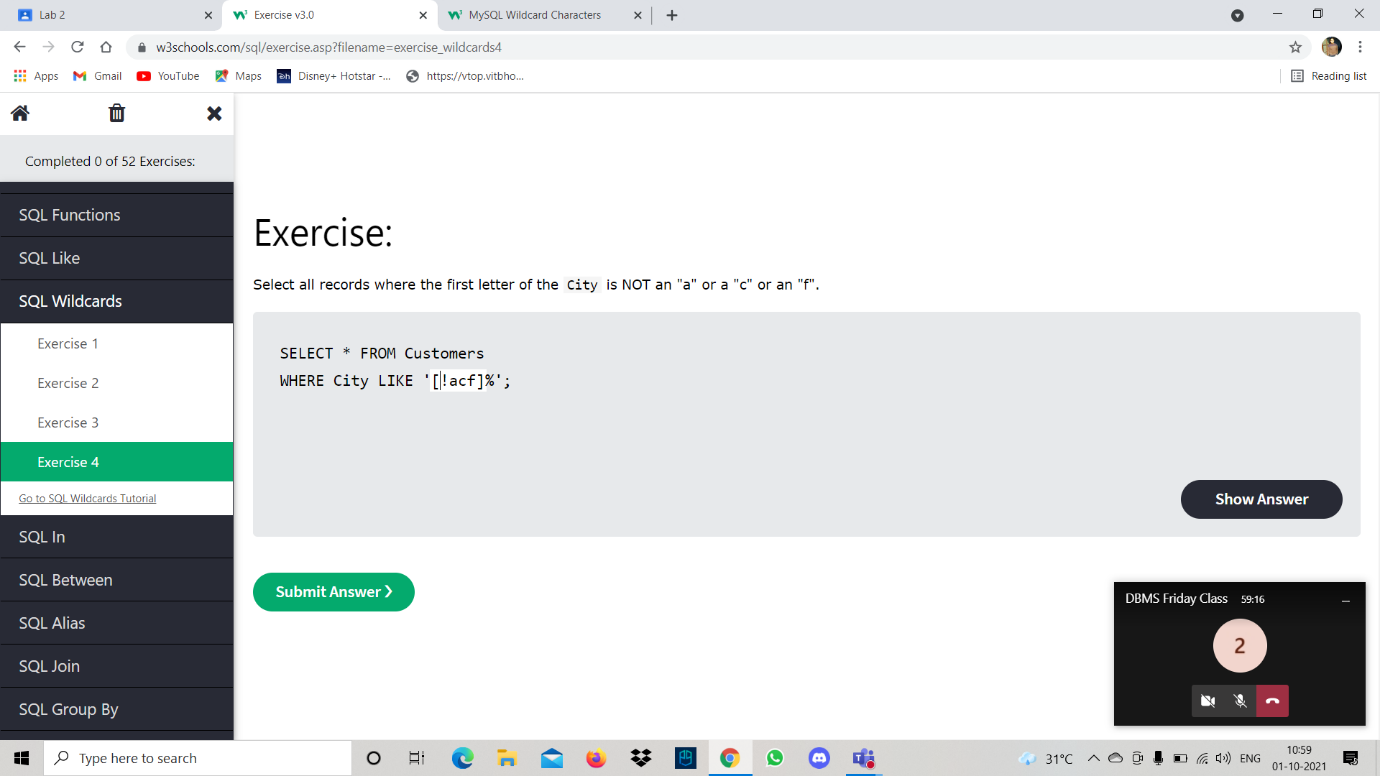 Lab 2
Exercise v3.0
MySQL Wildcard Characters
w3schools.com/sql/exercise.asp?filename=exercise_wildcards4
Apps
Gmail
YouTube
Maps
Disney+ Hotstar -...
https://vtop.vitbho...
Reading list
Completed 0 of 52 Exercises:
SQL Functions
SQL Like
SQL Wildcards
Exercise 1
Exercise 2
Exercise 3
Exercise 4
Go to SQL Wildcards Tutorial
SQL In
SQL Between
SQL Alias
SQL Join
SQL Group By
Exercise:
Select all records where the first letter of the City is NOT an "a" or a "c" or an "f".
SELECT * FROM Customers
WHERE City LIKE '[!acf]%';
Show Answer
Submit Answer ❯
DBMS Friday Class 59:16
2
Type here to search
31°C
ENG
10:59
01-10-2021